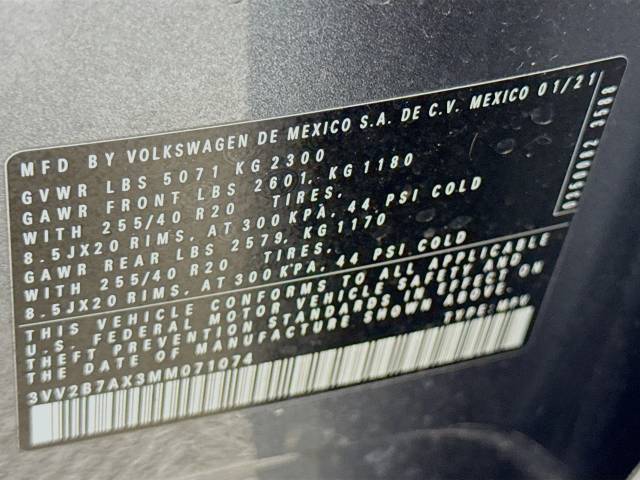 MFD BY VOLKSWAGEN DE MEXICO S.A. DE C.V. MEXICO 01/21
GVWR LBS 5071 KG 2300
GAWR FRONT LBS 2601, KG 1180
WITH 255/40 R20 TIRES,
8.5JX20 RIMS, AT 300KPA, 44 PSI COLD
GAWR REAR LBS 2579, KG 1170
WITH 255/40 R20 TIRES,
8.5JX20 RIMS, AT 300KPA, 44 PSI COLD
THIS VEHICLE CONFORMS TO ALL APPLICABLE
U.S. FEDERAL MOTOR VEHICLE SAFETY AND
THEFT PREVENTION STANDARDS IN EFFECT ON
THE DATE OF MANUFACTURE SHOWN ABOVE.
3VV2B7AX3MM071074 TYPE:MPV